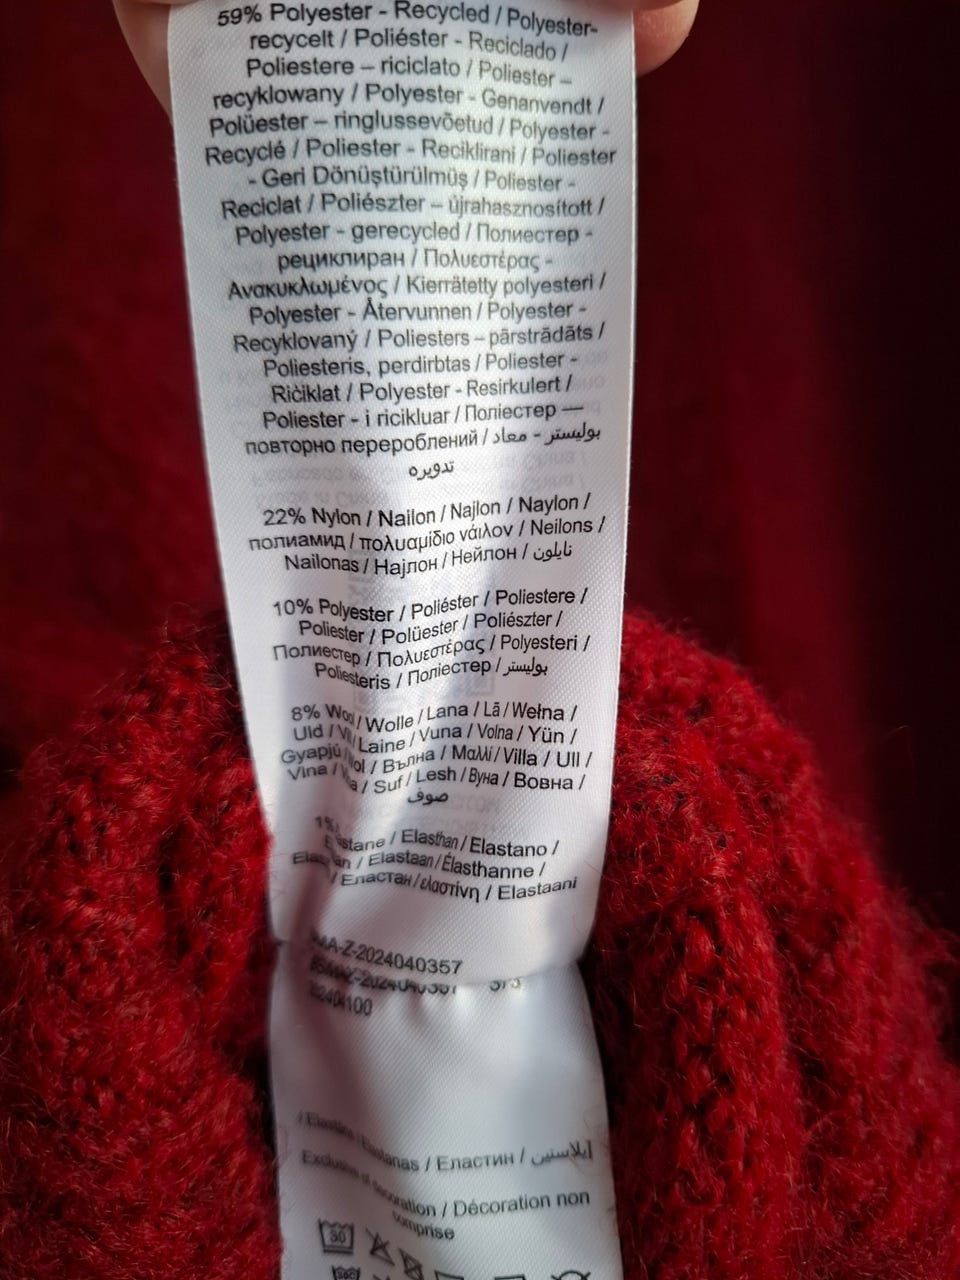 59% Polyester - Recycled / Polyester-
recycelt / Poliéster - Reciclado /
Poliestere – riciclato / Poliester –
recyklowany / Polyester - Genanvendt /
Polüester – ringlussevõetud / Polyester -
Recyclé / Poliester - Reciklirani / Poliester
- Geri Dönüştürülmüş / Poliester -
Reciclat / Poliészter – újrahasznosított /
Polyester - gerecycled / Полиестер -
рециклиран / Πολυεστέρας -
Ανακυκλωμένος / Kierrätetty polyesteri /
Polyester - Återvunnen / Polyester -
Recyklovaný / Poliesters – pārstrādāts /
Poliesteris, perdirbtas / Poliester -
Riċiklat / Polyester - Resirkulert /
Poliester - i ricikluar / Поліестер —
повторно перероблений / بوليستر - معاد
تدويره
22% Nylon / Nailon / Najlon / Naylon /
полиамид / πολυαμίδιο νάιλον / Neilons /
Nailonas / Најлон / Нейлон / نايلون
10% Polyester / Poliéster / Poliestere /
Poliester / Polüester / Poliészter /
Полиестер / Πολυεστέρας / Polyesteri /
Poliesteris / Поліестер / بوليستر
8% Wool / Wolle / Lana / Lã / Wełna /
Uld / Laine / Vuna / Volna / Yün /
Gyapjú / Вълна / Μαλλί / Villa / Ull /
Vlna / Suf / Lesh / Вуна / Вовна /
صوف
1%
Elastane / Elasthan / Elastano /
Elastaan / Élasthanne /
/ Еластан / ελαστίνη / Elastaani
-Z-2024040357
/ Еластин / إيلاستين
Exclusive of decoration / Décoration non
comprise
30